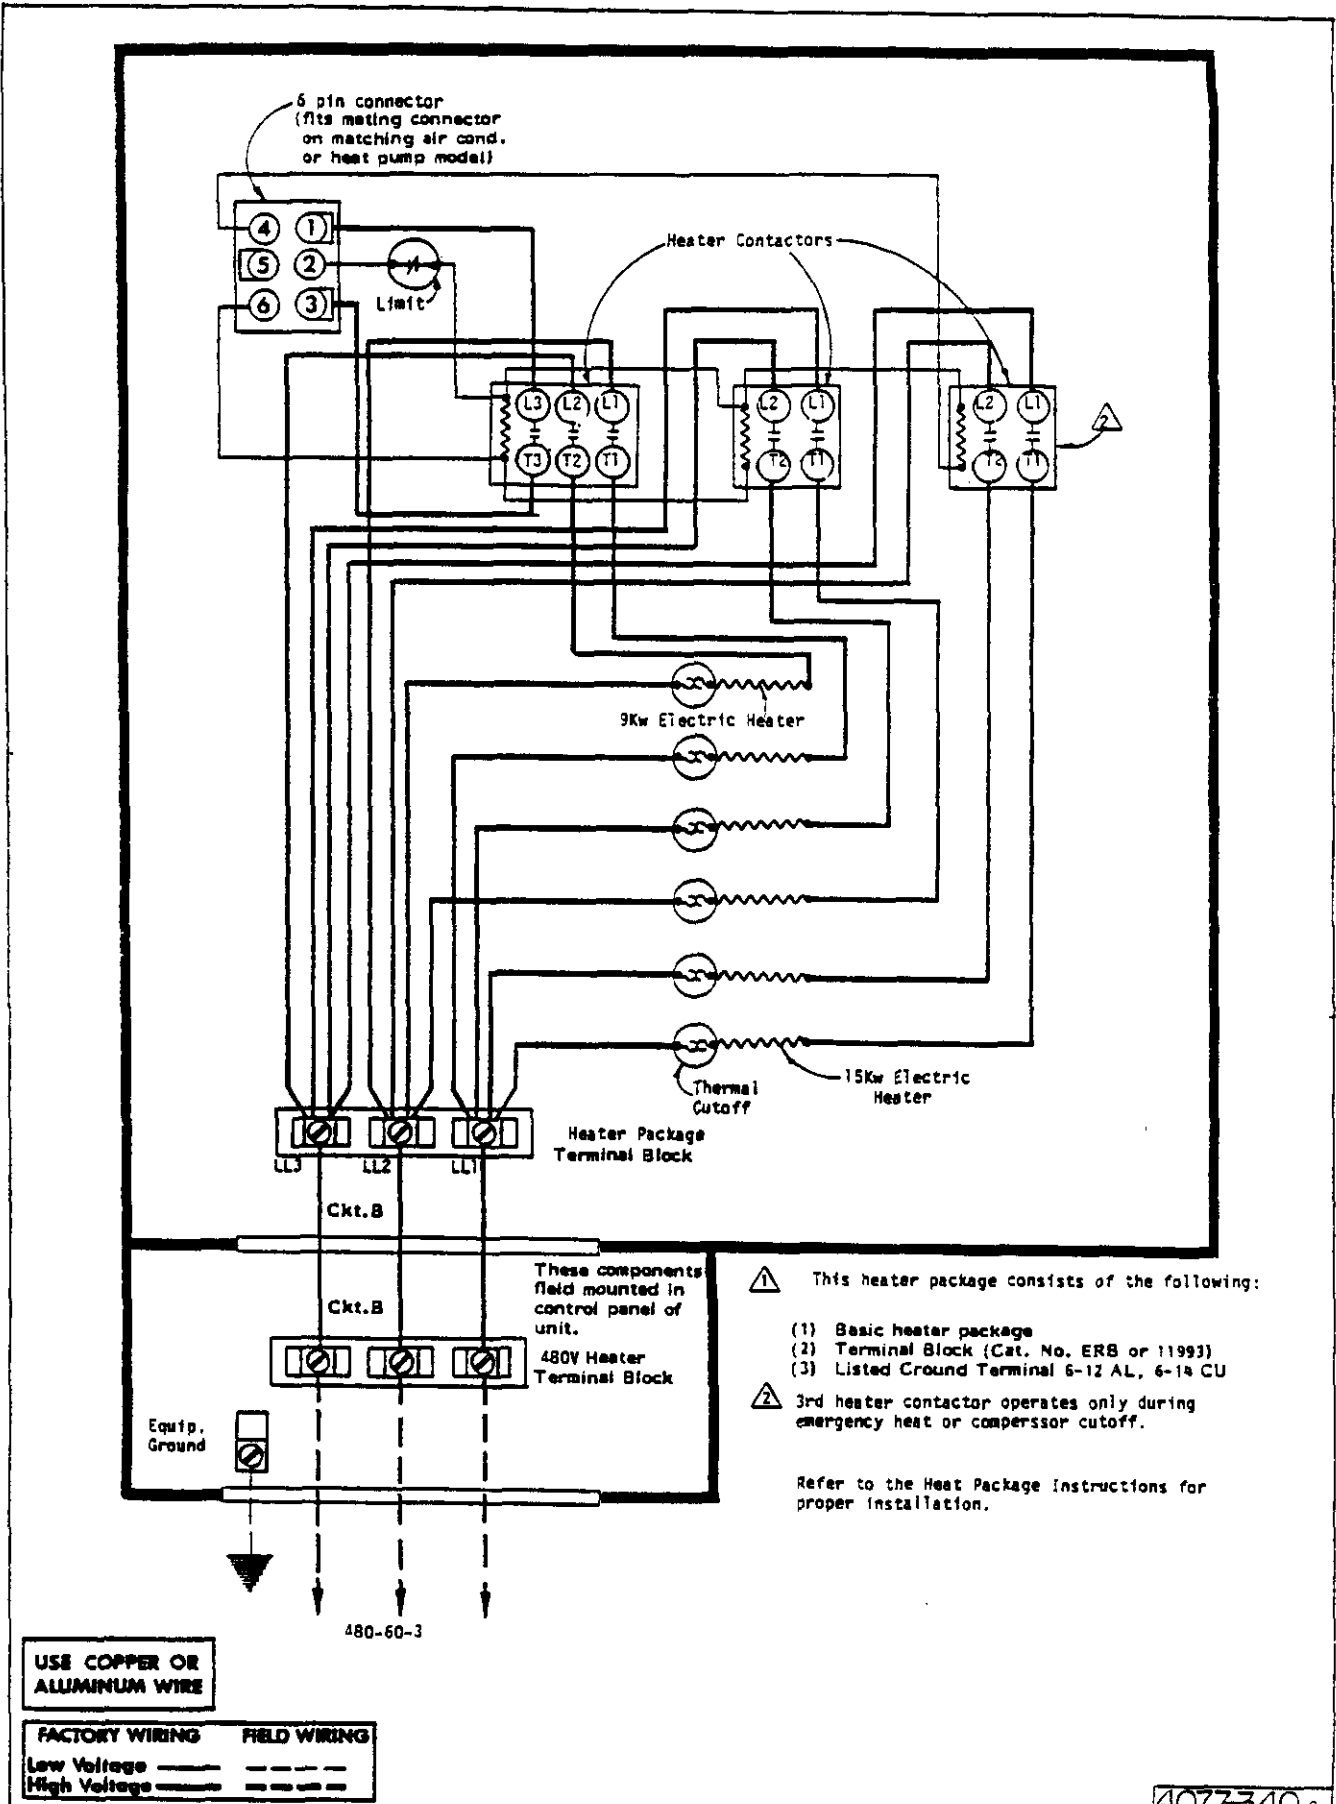 6 pin connector
(fits mating connector
on matching air cond.
or heat pump model)
4 1
5 2
6 3
Limit
Heater Contactors
L3 L2 L1
T3 T2 T1
L2 L1
T2 T1
L2 L1
T2 T1
2
9Kw Electric Heater
15Kw Electric
Heater
Thermal
Cutoff
Heater Package
Terminal Block
LL3 LL2 LL1
Ckt.B
These components
field mounted in
control panel of
unit.
Ckt.B
480V Heater
Terminal Block
Equip.
Ground
480-60-3
1 This heater package consists of the following:
(1) Basic heater package
(2) Terminal Block (Cat. No. ERB or 11993)
(3) Listed Ground Terminal 6-12 AL, 6-14 CU
2 3rd heater contactor operates only during
emergency heat or comperssor cutoff.
Refer to the Heat Package Instructions for
proper installation.
USE COPPER OR
ALUMINUM WIRE
FACTORY WIRING FIELD WIRING
Low Voltage
High Voltage